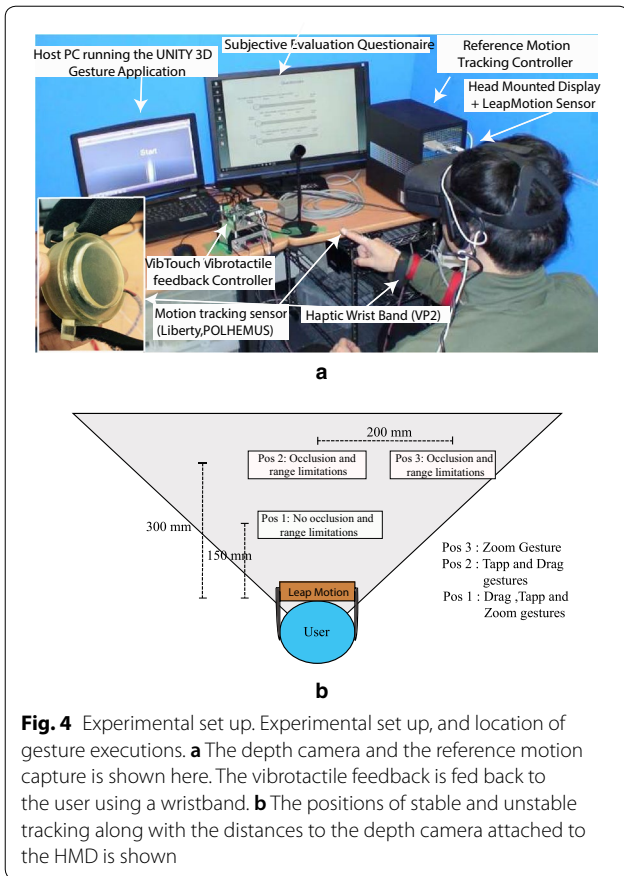 Subjective Evaluation Questionaire
Host PC running the UNITY 3D
Gesture Application
Reference Motion
Tracking Controller
Head Mounted Display
+ LeapMotion Sensor
Start
VibTouch Vibrotactile
feedback Controller
Motion tracking sensor
(Liberty,POLHEMUS)
Haptic Wrist Band (VP2)
a
200 mm
Pos 2: Occlusion and
range limitations
Pos 3: Occlusion and
range limitations
300 mm
Pos 1: No occlusion and
range limitations
150 mm
Pos 3 : Zoom Gesture
Pos 2 : Tapp and Drag
gestures
Pos 1 : Drag ,Tapp and
Zoom gestures
Leap Motion
User
b
Fig. 4 Experimental set up. Experimental set up, and location of
gesture executions. a The depth camera and the reference motion
capture is shown here. The vibrotactile feedback is fed back to
the user using a wristband. b The positions of stable and unstable
tracking along with the distances to the depth camera attached to
the HMD is shown